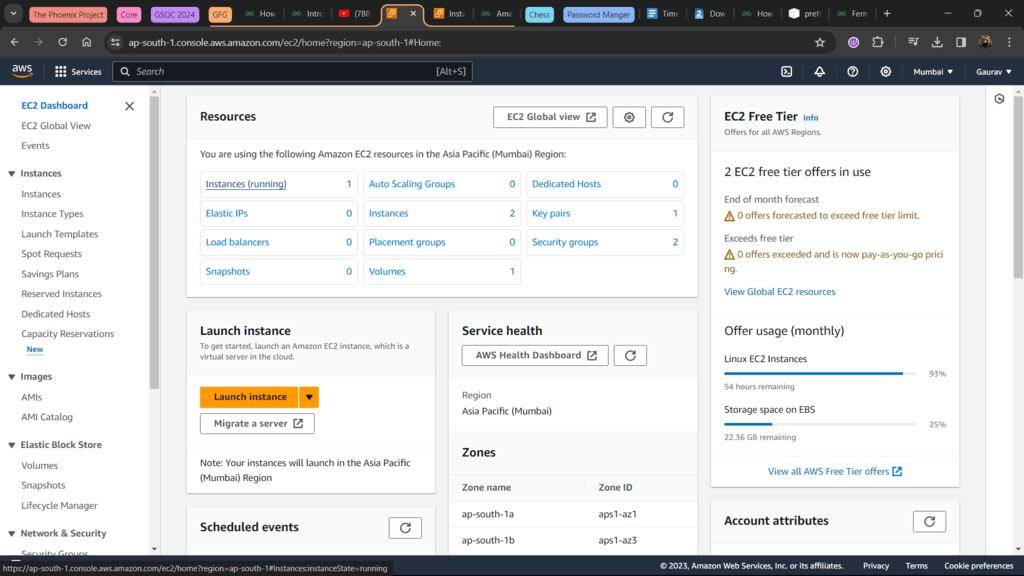 The Phoenix Project
Core
GSOC 2024
GFG
How
Intro
(788
Insta
Ama
Chess
Password Manger
Time
Dow
How
pret
Ferr
ap-south-1.console.aws.amazon.com/ec2/home?region=ap-south-1#Home:
aws
Services
Search
[Alt+S]
Mumbai
Gaurav
EC2 Dashboard
EC2 Global View
Events
Instances
Instances
Instance Types
Launch Templates
Spot Requests
Savings Plans
Reserved Instances
Dedicated Hosts
Capacity Reservations
New
Images
AMIs
AMI Catalog
Elastic Block Store
Volumes
Snapshots
Lifecycle Manager
Network & Security
Security Groups
Resources
EC2 Global view
You are using the following Amazon EC2 resources in the Asia Pacific (Mumbai) Region:
Instances (running) 1
Auto Scaling Groups 0
Dedicated Hosts 0
Elastic IPs 0
Instances 2
Key pairs 1
Load balancers 0
Placement groups 0
Security groups 2
Snapshots 0
Volumes 1
Launch instance
To get started, launch an Amazon EC2 instance, which is a
virtual server in the cloud.
Launch instance
Migrate a server
Note: Your instances will launch in the Asia Pacific
(Mumbai) Region
Scheduled events
Service health
AWS Health Dashboard
Region
Asia Pacific (Mumbai)
Zones
Zone name Zone ID
ap-south-1a aps1-az1
ap-south-1b aps1-az3
EC2 Free Tier Info
Offers for all AWS Regions.
2 EC2 free tier offers in use
End of month forecast
0 offers forecasted to exceed free tier limit.
Exceeds free tier
0 offers exceeded and is now pay-as-you-go prici
ng.
View Global EC2 resources
Offer usage (monthly)
Linux EC2 Instances
93%
54 hours remaining
Storage space on EBS
25%
22.36 GB remaining
View all AWS Free Tier offers
Account attributes
https://ap-south-1.console.aws.amazon.com/ec2/home?region=ap-south-1#Instances:instanceState=running
© 2023, Amazon Web Services, Inc. or its affiliates.
Privacy
Terms
Cookie preferences